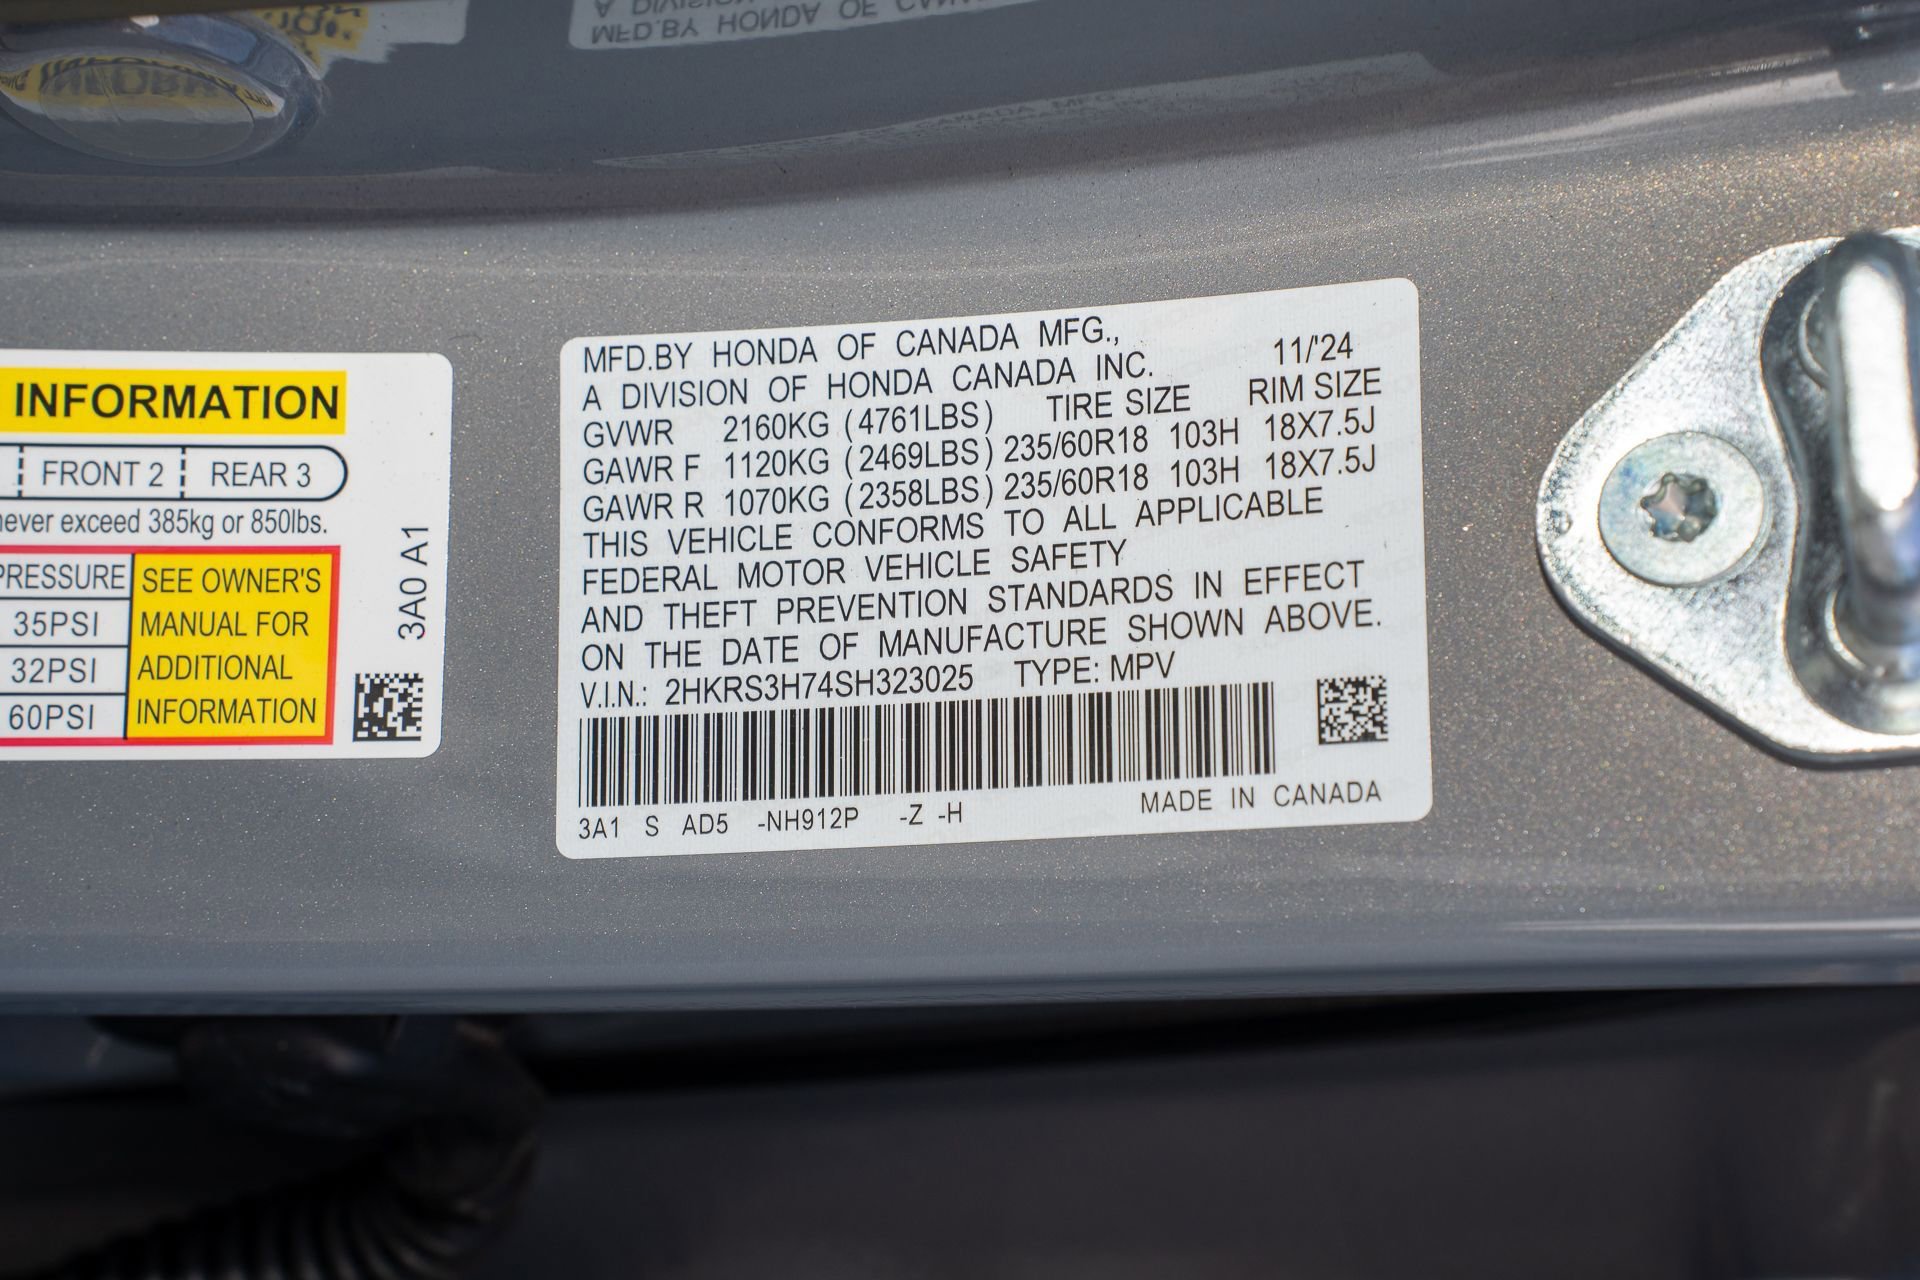 INFORMATION
FRONT 2 REAR 3
never exceed 385kg or 850lbs.
PRESSURE
35PSI
32PSI
60PSI
SEE OWNER'S
MANUAL FOR
ADDITIONAL
INFORMATION
3A0 A1
MFD.BY HONDA OF CANADA MFG., 11/'24
A DIVISION OF HONDA CANADA INC.
TIRE SIZE RIM SIZE
GVWR 2160KG (4761LBS)
GAWR F 1120KG (2469LBS) 235/60R18 103H 18X7.5J
GAWR R 1070KG (2358LBS) 235/60R18 103H 18X7.5J
THIS VEHICLE CONFORMS TO ALL APPLICABLE
FEDERAL MOTOR VEHICLE SAFETY
AND THEFT PREVENTION STANDARDS IN EFFECT
ON THE DATE OF MANUFACTURE SHOWN ABOVE.
V.I.N.: 2HKRS3H74SH323025 TYPE: MPV
3A1 S AD5 -NH912P -Z -H MADE IN CANADA